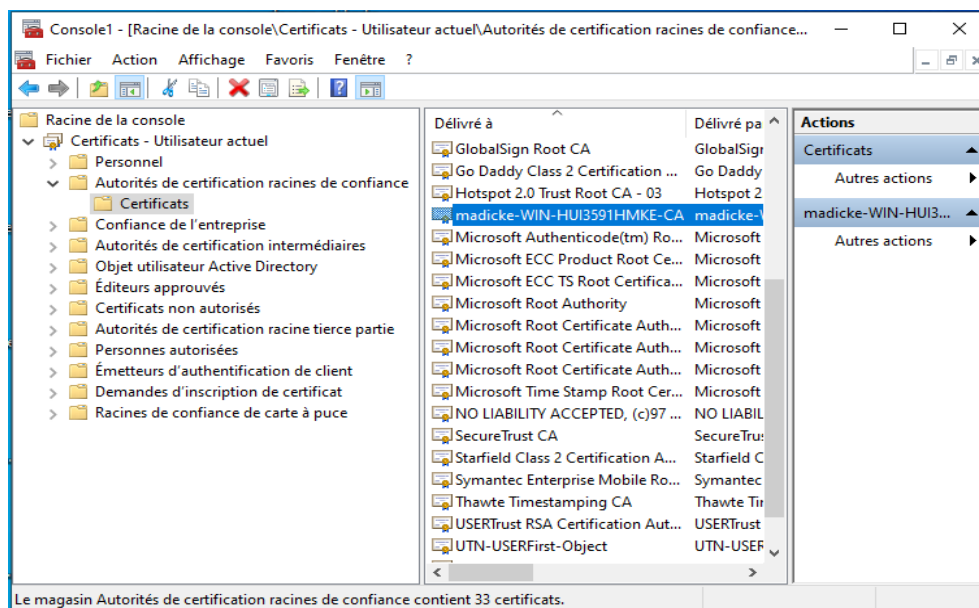 Console1 - [Racine de la console\Certificats - Utilisateur actuel\Autorités de certification racines de confiance...
Fichier Action Affichage Favoris Fenêtre ?
Racine de la console
Certificats - Utilisateur actuel
Personnel
Autorités de certification racines de confiance
Certificats
Confiance de l'entreprise
Autorités de certification intermédiaires
Objet utilisateur Active Directory
Éditeurs approuvés
Certificats non autorisés
Autorités de certification racine tierce partie
Personnes autorisées
Émetteurs d'authentification de client
Demandes d'inscription de certificat
Racines de confiance de carte à puce
Délivré à Délivré pa
GlobalSign Root CA GlobalSigr
Go Daddy Class 2 Certification ... Go Daddy
Hotspot 2.0 Trust Root CA - 03 Hotspot 2
madicke-WIN-HUI3591HMKE-CA madicke-V
Microsoft Authenticode(tm) Ro... Microsoft
Microsoft ECC Product Root Ce... Microsoft
Microsoft ECC TS Root Certifica... Microsoft
Microsoft Root Authority Microsoft
Microsoft Root Certificate Auth... Microsoft
Microsoft Root Certificate Auth... Microsoft
Microsoft Root Certificate Auth... Microsoft
Microsoft Time Stamp Root Cer... Microsoft
NO LIABILITY ACCEPTED, (c)97 ... NO LIABIL
SecureTrust CA SecureTru
Starfield Class 2 Certification A... Starfield C
Symantec Enterprise Mobile Ro... Symantec
Thawte Timestamping CA Thawte Tir
USERTrust RSA Certification Aut... USERTrust
UTN-USERFirst-Object UTN-USER
Actions
Certificats
Autres actions
madicke-WIN-HUI3...
Autres actions
Le magasin Autorités de certification racines de confiance contient 33 certificats.